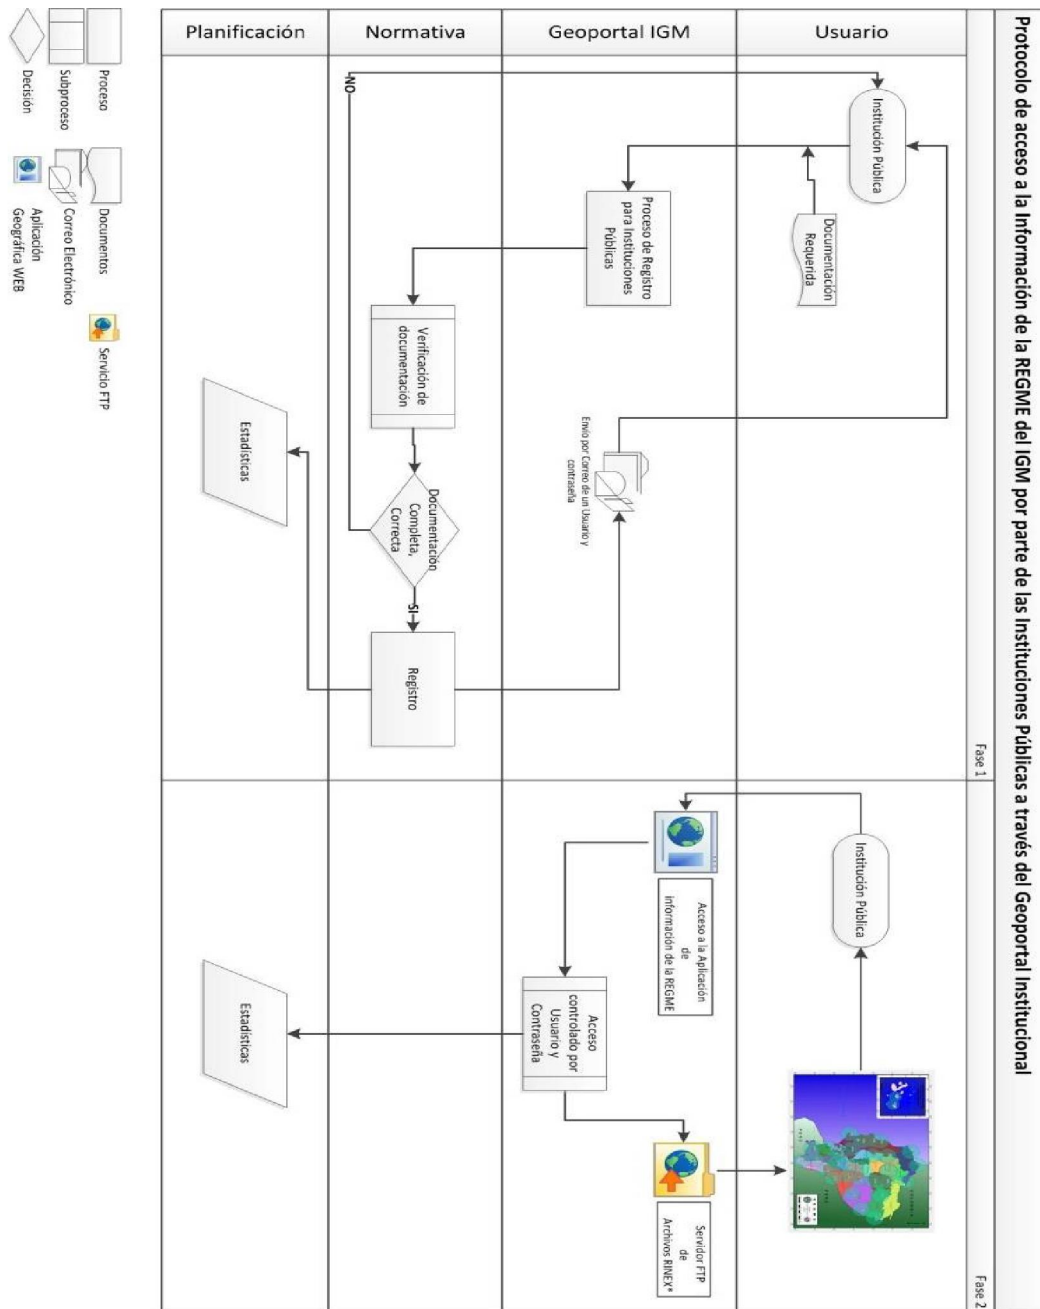 Protocolo de acceso a la Información de la REGME del IGM por parte de las Instituciones Públicas a través del Geoportal Institucional
Fase 1
Fase 2
Usuario
Institución Pública
Documentación
Requerida
Institución Pública
Geoportal IGM
Proceso de Registro
para Instituciones
Públicas
Envío por Correo de un Usuario y
contraseña
Acceso a la Aplicación
de
información de la REGME
Acceso
controlado por
Usuario y
Contraseña
Servidor FTP
de
Archivos RINEX*
Normativa
NO
Verificación de
documentación
Documentación
Completa,
Correcta
SI
Registro
Planificación
Estadísticas
Estadísticas
Proceso
Documentos
Servicio FTP
Subproceso
Correo Electrónico
Decisión
Aplicación
Geográfica WEB